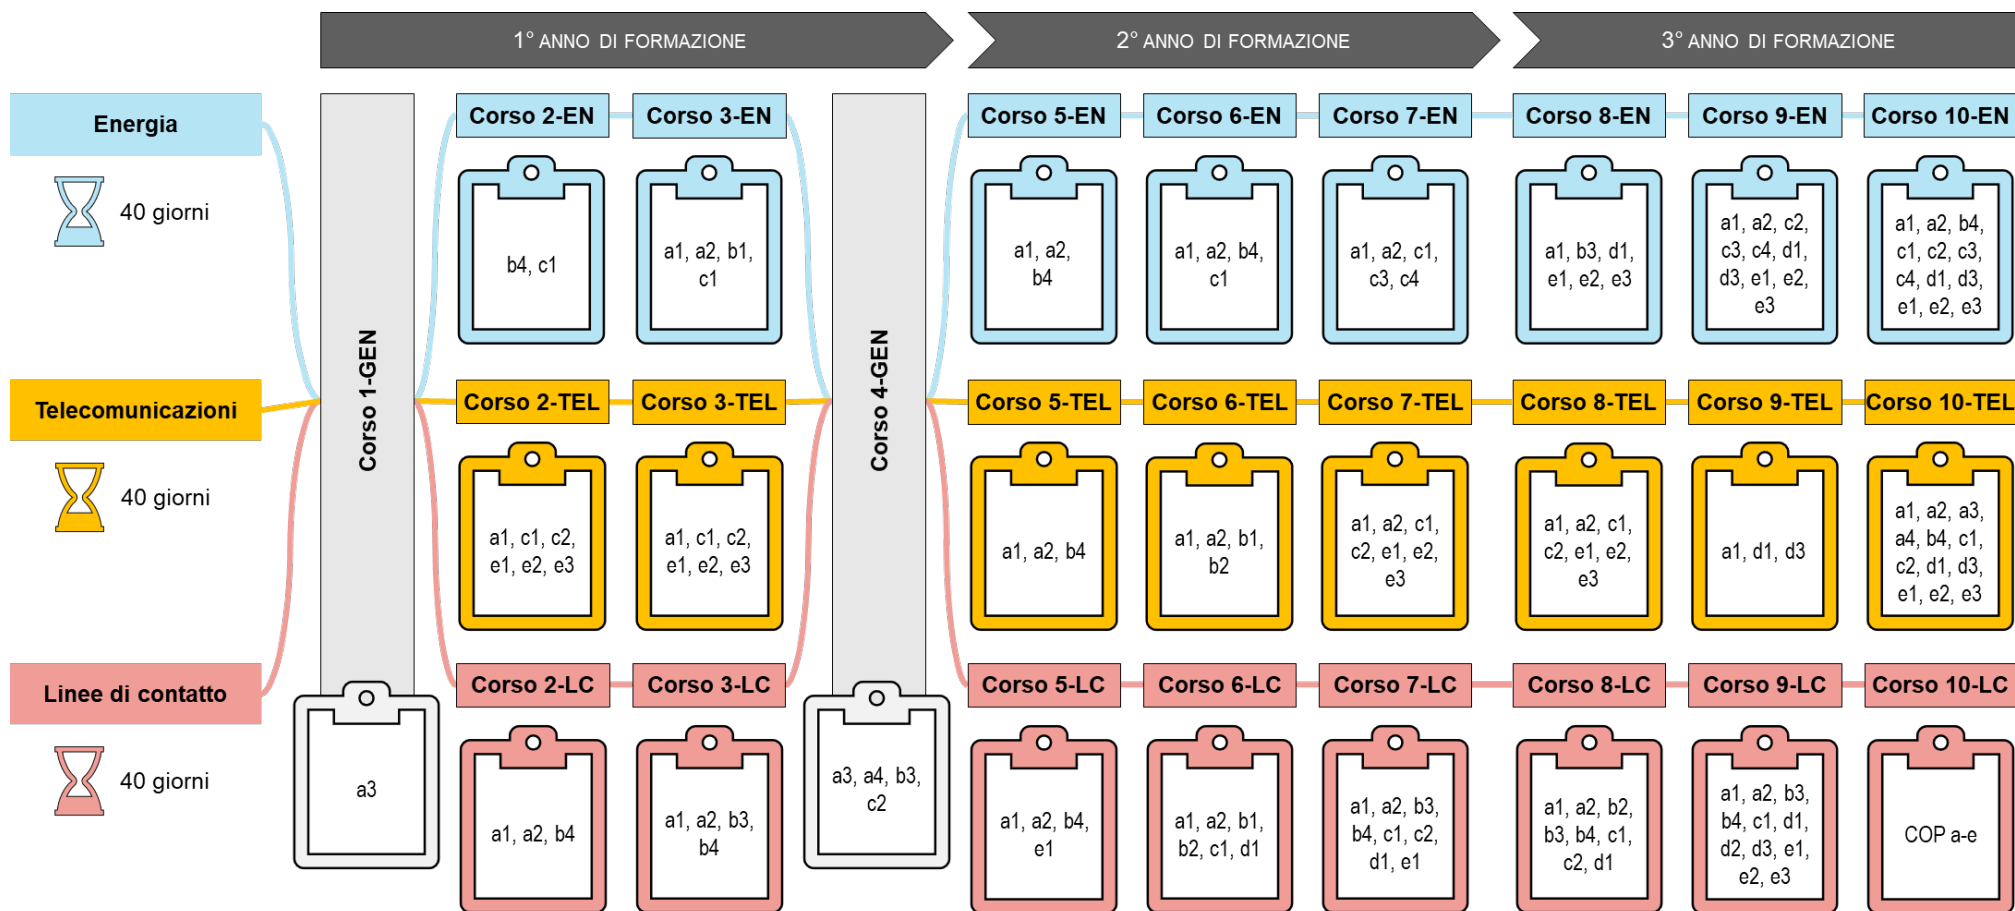 1° ANNO DI FORMAZIONE
2° ANNO DI FORMAZIONE
3° ANNO DI FORMAZIONE
Energia
40 giorni
Corso 1-GEN
a3
Corso 2-EN
b4, c1
Corso 3-EN
a1, a2, b1,
c1
Corso 4-GEN
a3, a4, b3,
c2
Corso 5-EN
a1, a2,
b4
Corso 6-EN
a1, a2, b4,
c1
Corso 7-EN
a1, a2, c1,
c3, c4
Corso 8-EN
a1, b3, d1,
e1, e2, e3
Corso 9-EN
a1, a2, c2,
c3, c4, d1,
d3, e1, e2,
e3
Corso 10-EN
a1, a2, b4,
c1, c2, c3,
c4, d1, d3,
e1, e2, e3
Telecomunicazioni
40 giorni
Corso 2-TEL
a1, c1, c2,
e1, e2, e3
Corso 3-TEL
a1, c1, c2,
e1, e2, e3
Corso 5-TEL
a1, a2, b4
Corso 6-TEL
a1, a2, b1,
b2
Corso 7-TEL
a1, a2, c1,
c2, e1, e2,
e3
Corso 8-TEL
a1, a2, c1,
c2, e1, e2,
e3
Corso 9-TEL
a1, d1, d3
Corso 10-TEL
a1, a2, a3,
a4, b4, c1,
c2, d1, d3,
e1, e2, e3
Linee di contatto
40 giorni
Corso 2-LC
a1, a2, b4
Corso 3-LC
a1, a2, b3,
b4
Corso 5-LC
a1, a2, b4,
e1
Corso 6-LC
a1, a2, b1,
b2, c1, d1
Corso 7-LC
a1, a2, b3,
b4, c1, c2,
d1, e1
Corso 8-LC
a1, a2, b2,
b3, b4, c1,
c2, d1
Corso 9-LC
a1, a2, b3,
b4, c1, d1,
d2, d3, e1,
e2, e3
Corso 10-LC
COP a-e